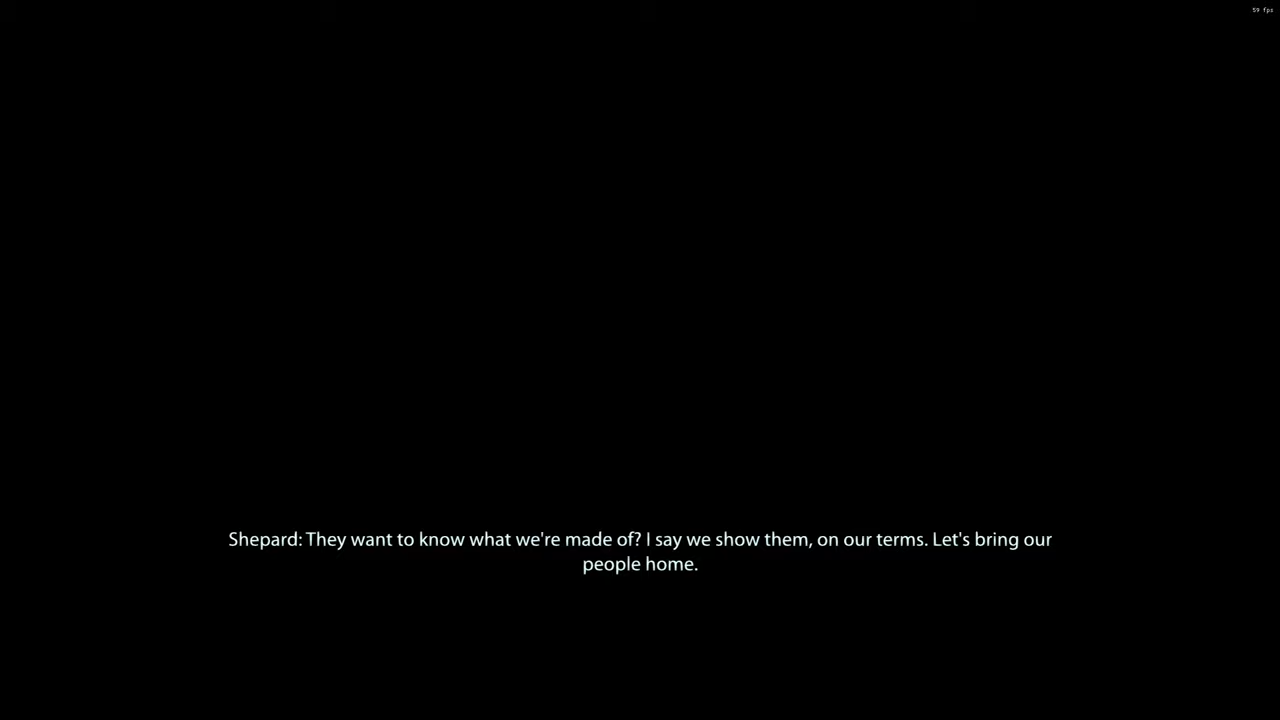 59 fps
Shepard: They want to know what we're made of? I say we show them, on our terms. Let's bring our
people home.